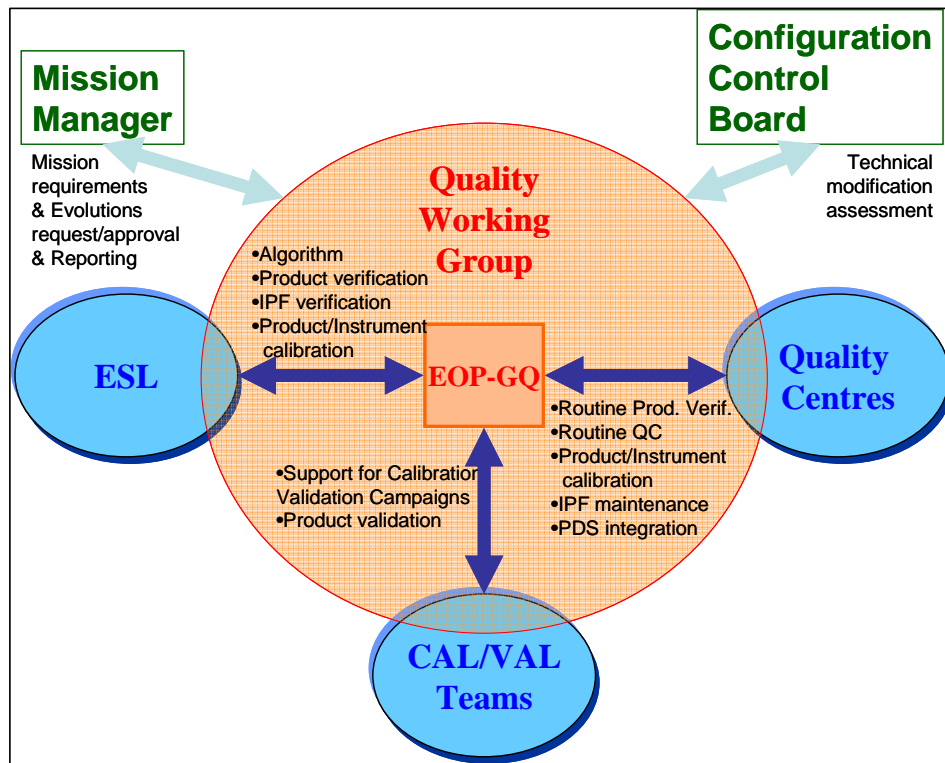 Mission
Manager
Configuration
Control
Board
Mission
requirements
& Evolutions
request/approval
& Reporting
Technical
modification
assessment
Quality
Working
Group
•Algorithm
•Product verification
•IPF verification
•Product/Instrument
calibration
ESL
EOP-GQ
Quality
Centres
•Routine Prod. Verif.
•Routine QC
•Product/Instrument
calibration
•IPF maintenance
•PDS integration
•Support for Calibration
Validation Campaigns
•Product validation
CAL/VAL
Teams